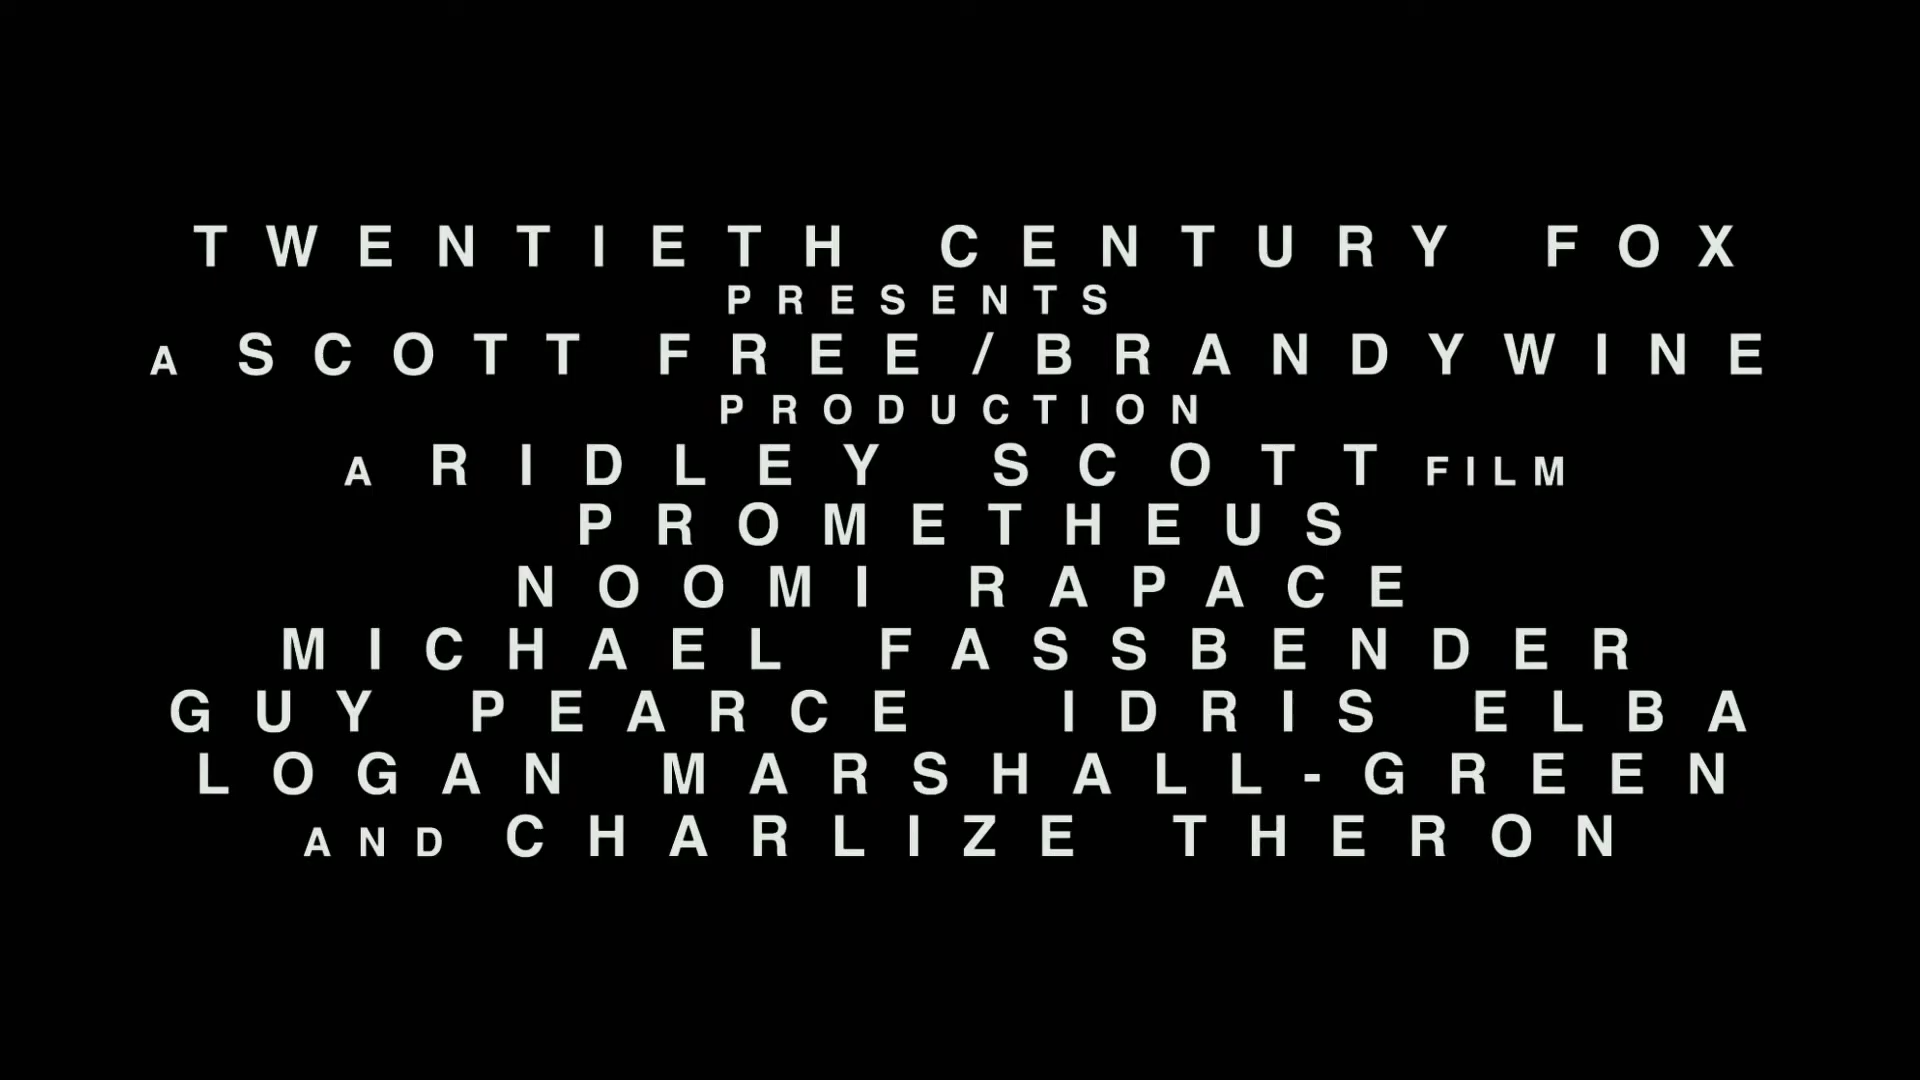 TWENTIETH CENTURY FOX
PRESENTS
A SCOTT FREE/BRANDYWINE
PRODUCTION
A RIDLEY SCOTT FILM
PROMETHEUS
NOOMI RAPACE
MICHAEL FASSBENDER
GUY PEARCE IDRIS ELBA
LOGAN MARSHALL-GREEN
AND CHARLIZE THERON